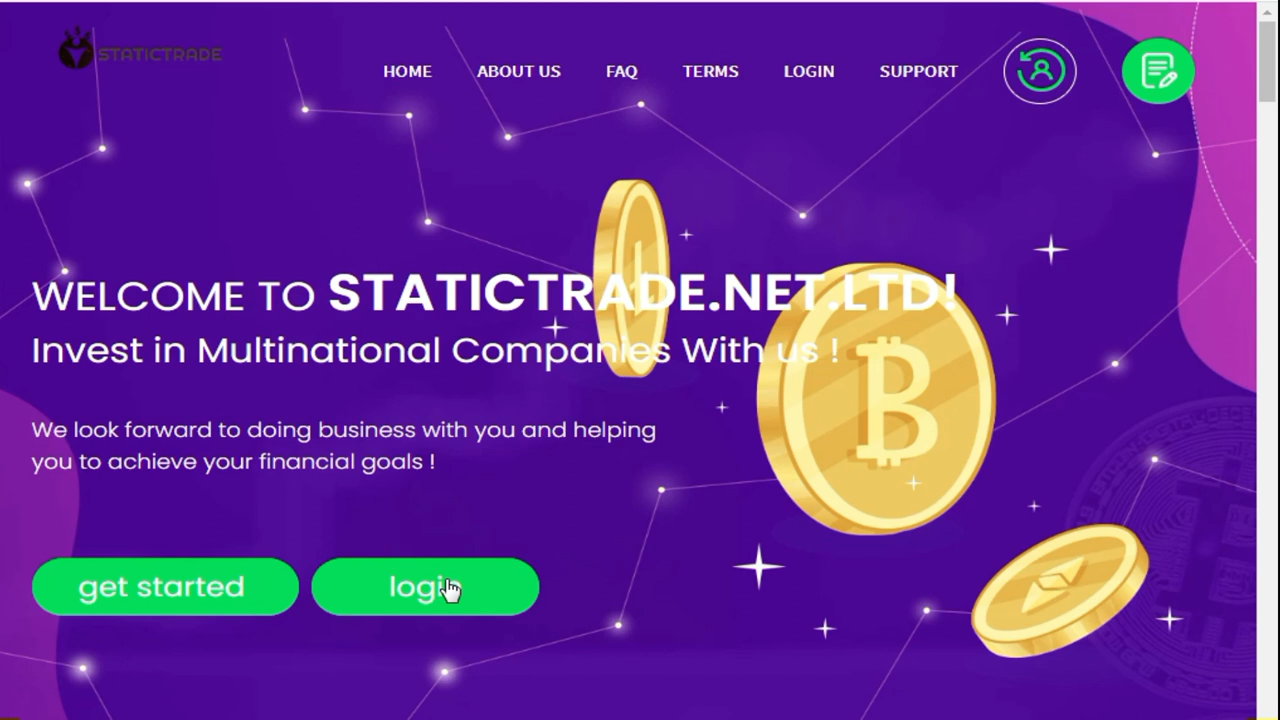 STATICTRADE
HOME ABOUT US FAQ TERMS LOGIN SUPPORT
WELCOME TO STATICTRADE.NET.LTD!
Invest in Multinational Companies With us !
We look forward to doing business with you and helping
you to achieve your financial goals !
get started login